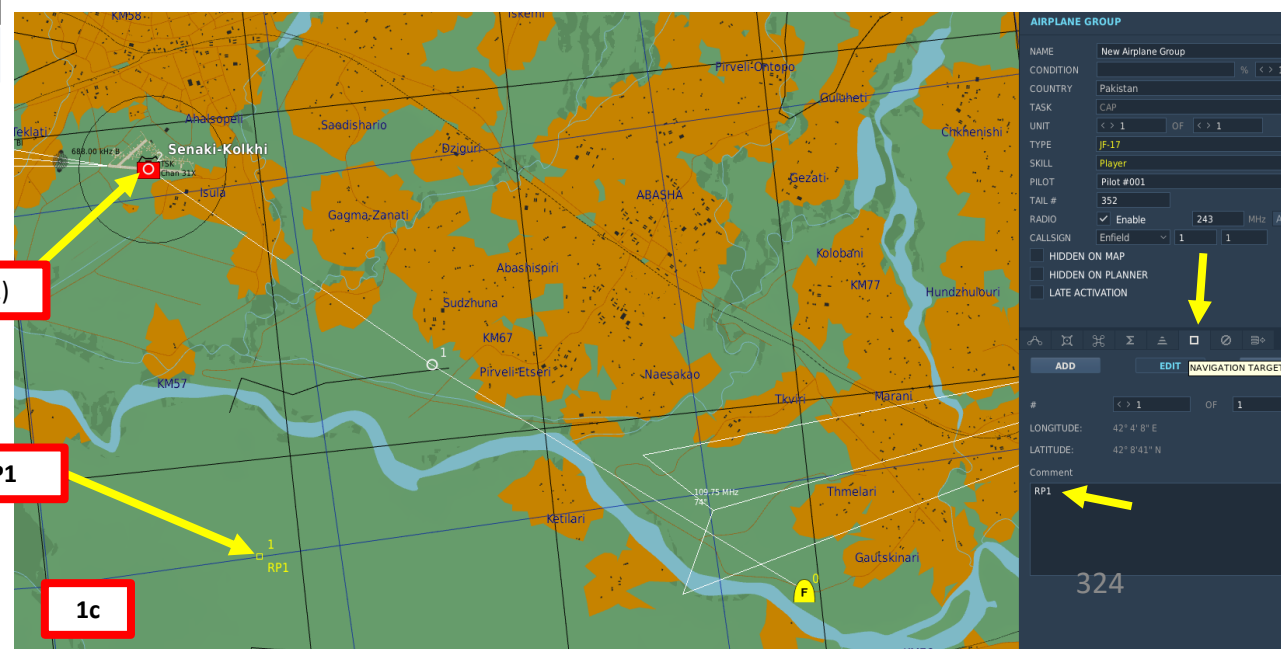 KM58
Iskemi
Pirveli-Ontopo
Guluheti
Ahalsopeli
Saodishario
Chkhenishi
Teklati
688.00 kHz B
Senaki-Kolkhi
TSK
Chan 31X
Dziguri
Isula
Gezati
ABASHA
Gagma-Zanati
Kolobani
Abashispiri
KM77
Hundzhulouri
Sudzhuna
KM67
1
Pirveli-Etseri
Naesakao
KM57
Tkviri
Marani
109.75 MHz
74°
Thmelari
Ketilari
Gautskinari
1
RP1
0
F
)
P1
1c
AIRPLANE GROUP
NAME New Airplane Group
CONDITION % < > 1
COUNTRY Pakistan
TASK CAP
UNIT < > 1 OF < > 1
TYPE JF-17
SKILL Player
PILOT Pilot #001
TAIL # 352
RADIO Enable 243 MHz A
CALLSIGN Enfield 1 1
HIDDEN ON MAP
HIDDEN ON PLANNER
LATE ACTIVATION
ADD EDIT NAVIGATION TARGET
# < > 1 OF 1
LONGITUDE: 42° 4' 8" E
LATITUDE: 42° 8'41" N
Comment
RP1
324